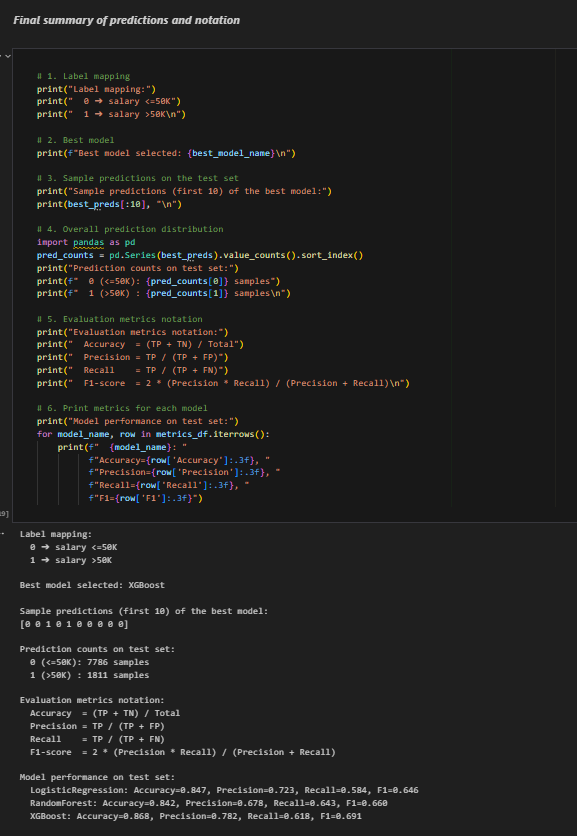 Final summary of predictions and notation
# 1. Label mapping
print("Label mapping:")
print("  0 → salary <=50K")
print("  1 → salary >50K\n")
# 2. Best model
print(f"Best model selected: {best_model_name}\n")
# 3. Sample predictions on the test set
print("Sample predictions (first 10) of the best model:")
print(best_preds[:10], "\n")
# 4. Overall prediction distribution
import pandas as pd
pred_counts = pd.Series(best_preds).value_counts().sort_index()
print("Prediction counts on test set:")
print(f"  0 (<=50K): {pred_counts[0]} samples")
print(f"  1 (>50K) : {pred_counts[1]} samples\n")
# 5. Evaluation metrics notation
print("Evaluation metrics notation:")
print("  Accuracy  = (TP + TN) / Total")
print("  Precision = TP / (TP + FP)")
print("  Recall    = TP / (TP + FN)")
print("  F1-score  = 2 * (Precision * Recall) / (Precision + Recall)\n")
# 6. Print metrics for each model
print("Model performance on test set:")
for model_name, row in metrics_df.iterrows():
    print(f"  {model_name}: "
          f"Accuracy={row['Accuracy']:.3f}, "
          f"Precision={row['Precision']:.3f}, "
          f"Recall={row['Recall']:.3f}, "
          f"F1={row['F1']:.3f}")
Label mapping:
  0 → salary <=50K
  1 → salary >50K
Best model selected: XGBoost
Sample predictions (first 10) of the best model:
[0 0 1 0 1 0 0 0 0 0]
Prediction counts on test set:
  0 (<=50K): 7786 samples
  1 (>50K) : 1811 samples
Evaluation metrics notation:
  Accuracy  = (TP + TN) / Total
  Precision = TP / (TP + FP)
  Recall    = TP / (TP + FN)
  F1-score  = 2 * (Precision * Recall) / (Precision + Recall)
Model performance on test set:
  LogisticRegression: Accuracy=0.847, Precision=0.723, Recall=0.584, F1=0.646
  RandomForest: Accuracy=0.842, Precision=0.678, Recall=0.643, F1=0.660
  XGBoost: Accuracy=0.868, Precision=0.782, Recall=0.618, F1=0.691